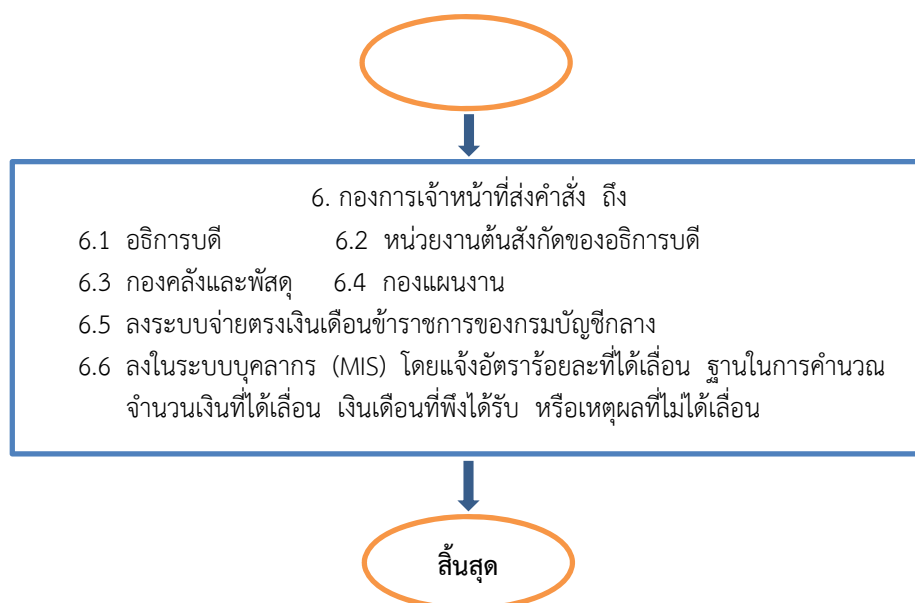 6. กองการเจ้าหน้าที่ส่งคำสั่ง ถึง
6.1 อธิการบดี 6.2 หน่วยงานต้นสังกัดของอธิการบดี
6.3 กองคลังและพัสดุ 6.4 กองแผนงาน
6.5 ลงระบบจ่ายตรงเงินเดือนข้าราชการของกรมบัญชีกลาง
6.6 ลงในระบบบุคลากร (MIS) โดยแจ้งอัตราร้อยละที่ได้เลื่อน ฐานในการคำนวณ
จำนวนเงินที่ได้เลื่อน เงินเดือนที่พึงได้รับ หรือเหตุผลที่ไม่ได้เลื่อน
สิ้นสุด